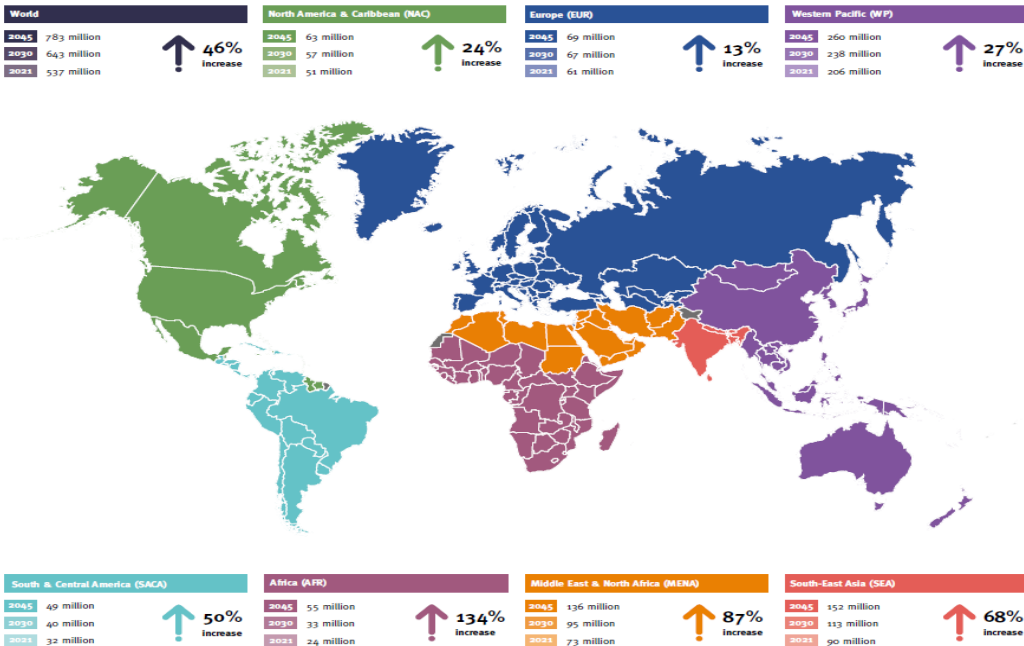 World
2045 783 million
2030 643 million
2021 537 million
46%
increase
North America & Caribbean (NAC)
2045 63 million
2030 57 million
2021 51 million
24%
increase
Europe (EUR)
2045 69 million
2030 67 million
2021 61 million
13%
increase
Western Pacific (WP)
2045 260 million
2030 238 million
2021 206 million
27%
increase
South & Central America (SACA)
2045 49 million
2030 40 million
2021 32 million
50%
increase
Africa (AFR)
2045 55 million
2030 33 million
2021 24 million
134%
increase
Middle East & North Africa (MENA)
2045 136 million
2030 95 million
2021 73 million
87%
increase
South-East Asia (SEA)
2045 152 million
2030 113 million
2021 90 million
68%
increase